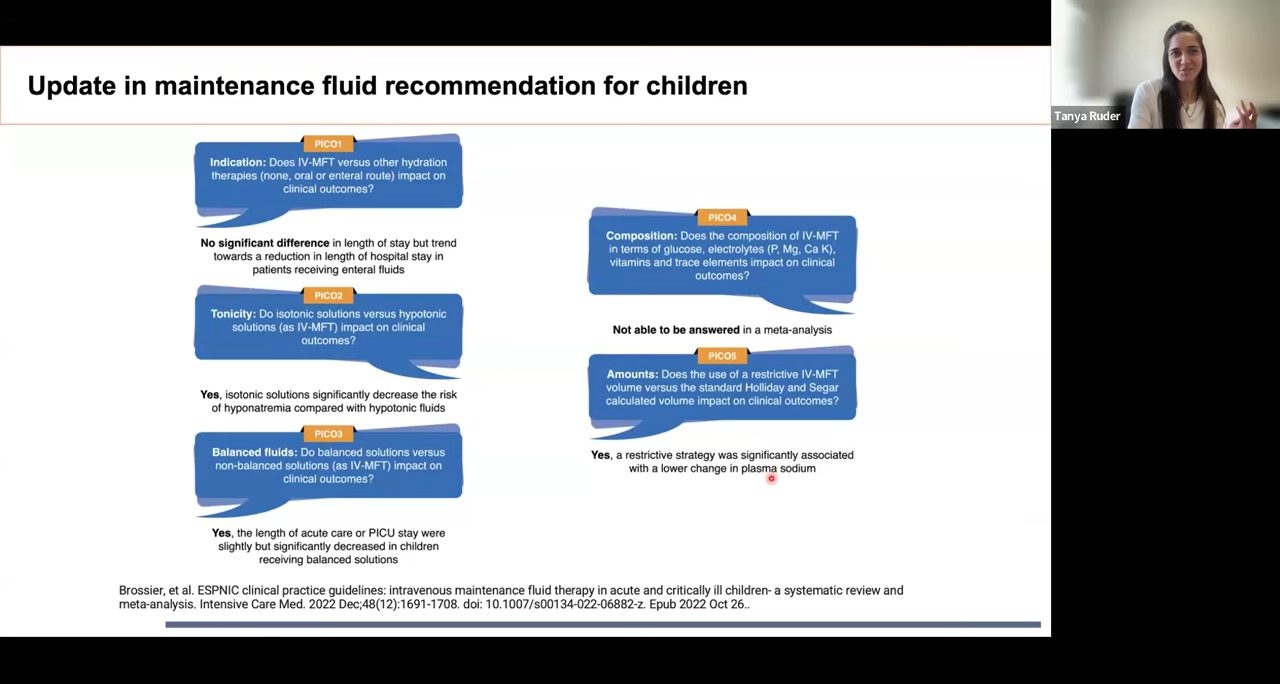 Update in maintenance fluid recommendation for children
Tanya Ruder
PICO1
Indication: Does IV-MFT versus other hydration
therapies (none, oral or enteral route) impact on
clinical outcomes?
No significant difference in length of stay but trend
towards a reduction in length of hospital stay in
patients receiving enteral fluids
PICO2
Tonicity: Do isotonic solutions versus hypotonic
solutions (as IV-MFT) impact on clinical
outcomes?
Yes, isotonic solutions significantly decrease the risk
of hyponatremia compared with hypotonic fluids
PICO3
Balanced fluids: Do balanced solutions versus
non-balanced solutions (as IV-MFT) impact on
clinical outcomes?
Yes, the length of acute care or PICU stay were
slightly but significantly decreased in children
receiving balanced solutions
PICO4
Composition: Does the composition of IV-MFT
in terms of glucose, electrolytes (P, Mg, Ca K),
vitamins and trace elements impact on clinical
outcomes?
Not able to be answered in a meta-analysis
PICO5
Amounts: Does the use of a restrictive IV-MFT
volume versus the standard Holliday and Segar
calculated volume impact on clinical outcomes?
Yes, a restrictive strategy was significantly associated
with a lower change in plasma sodium
Brossier, et al. ESPNIC clinical practice guidelines: intravenous maintenance fluid therapy in acute and critically ill children- a systematic review and
meta-analysis. Intensive Care Med. 2022 Dec;48(12):1691-1708. doi: 10.1007/s00134-022-06882-z. Epub 2022 Oct 26..